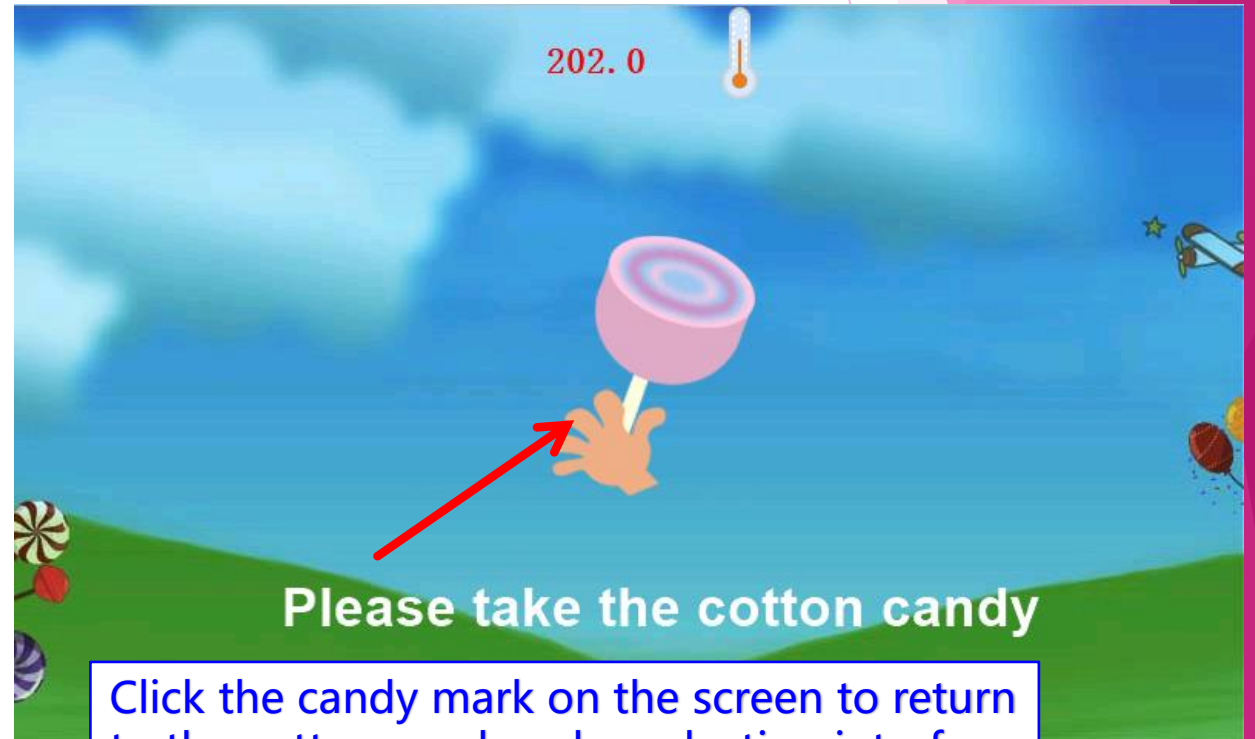 202.0
Please take the cotton candy
Click the candy mark on the screen to return